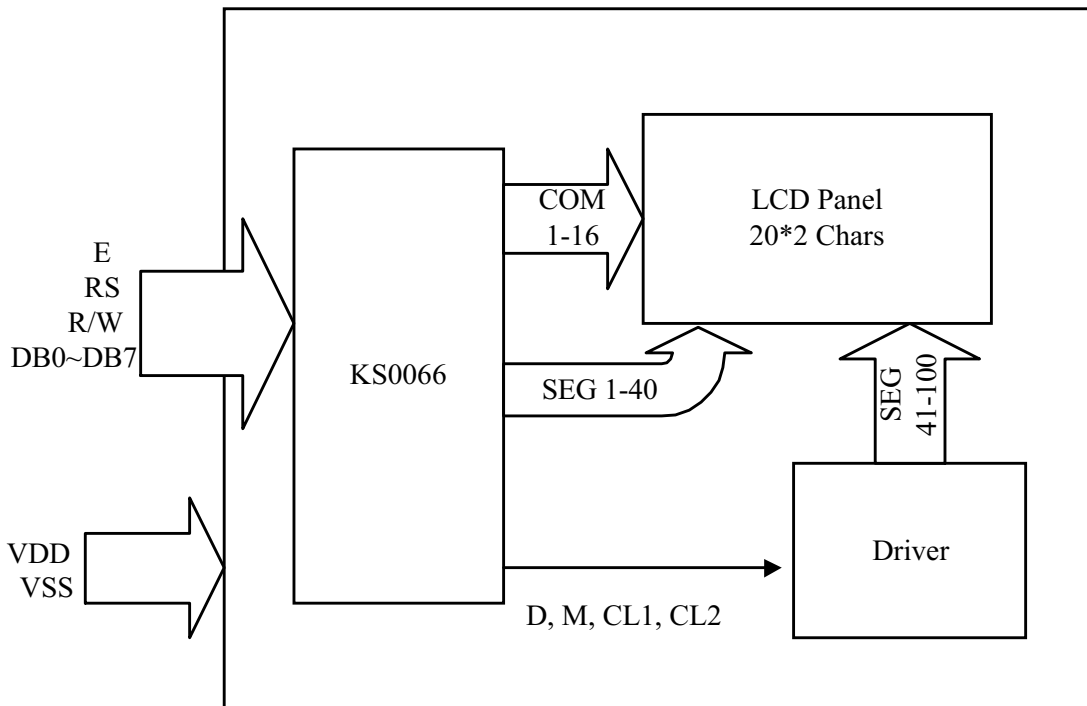 E
RS
R/W
DB0~DB7
VDD
VSS
KS0066
COM
1-16
SEG 1-40
D, M, CL1, CL2
LCD Panel
20*2 Chars
SEG
41-100
Driver